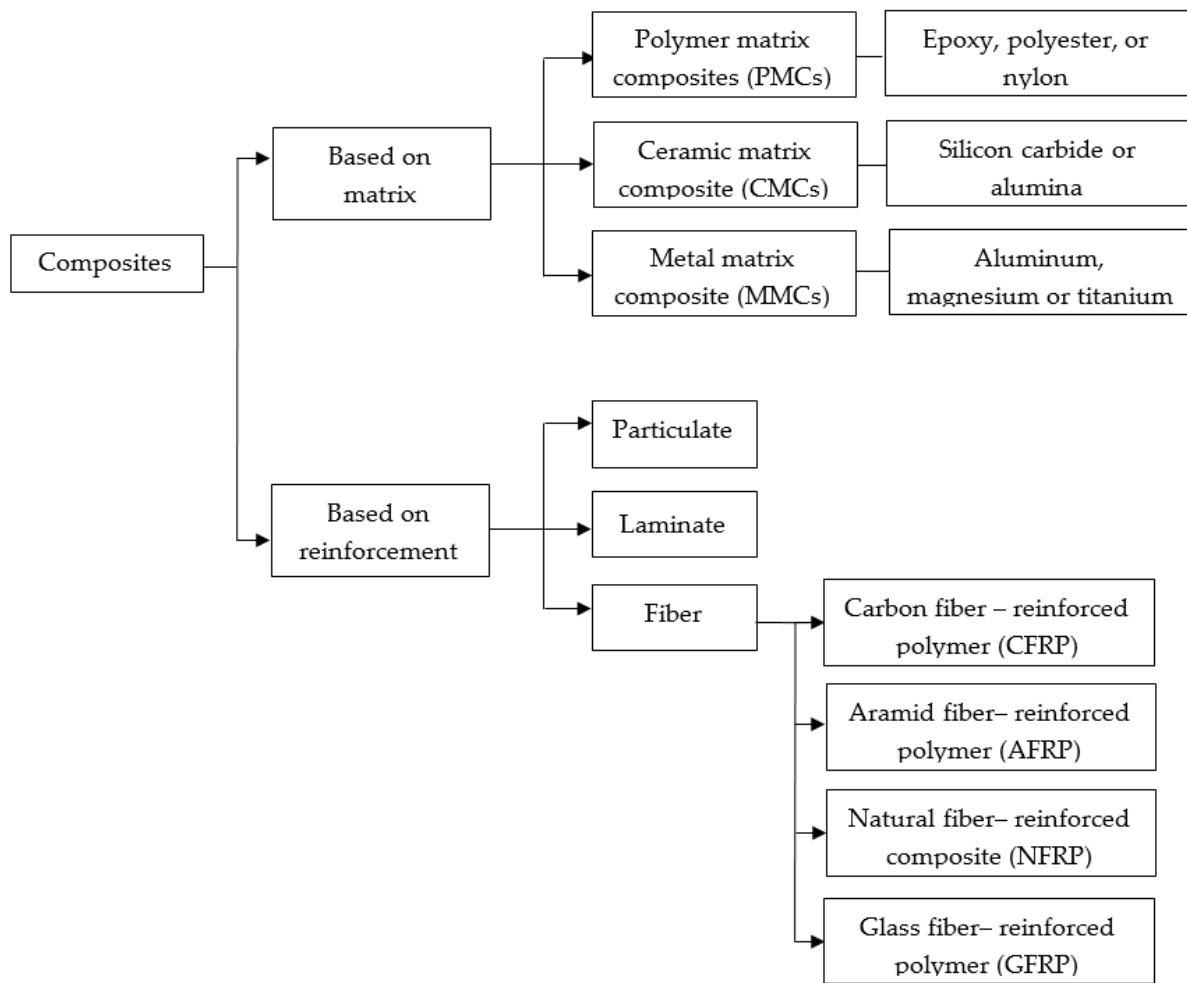 Composites
Based on
matrix
Polymer matrix
composites (PMCs)
Epoxy, polyester, or
nylon
Ceramic matrix
composite (CMCs)
Silicon carbide or
alumina
Metal matrix
composite (MMCs)
Aluminum,
magnesium or titanium
Based on
reinforcement
Particulate
Laminate
Fiber
Carbon fiber – reinforced
polymer (CFRP)
Aramid fiber– reinforced
polymer (AFRP)
Natural fiber– reinforced
composite (NFRP)
Glass fiber– reinforced
polymer (GFRP)